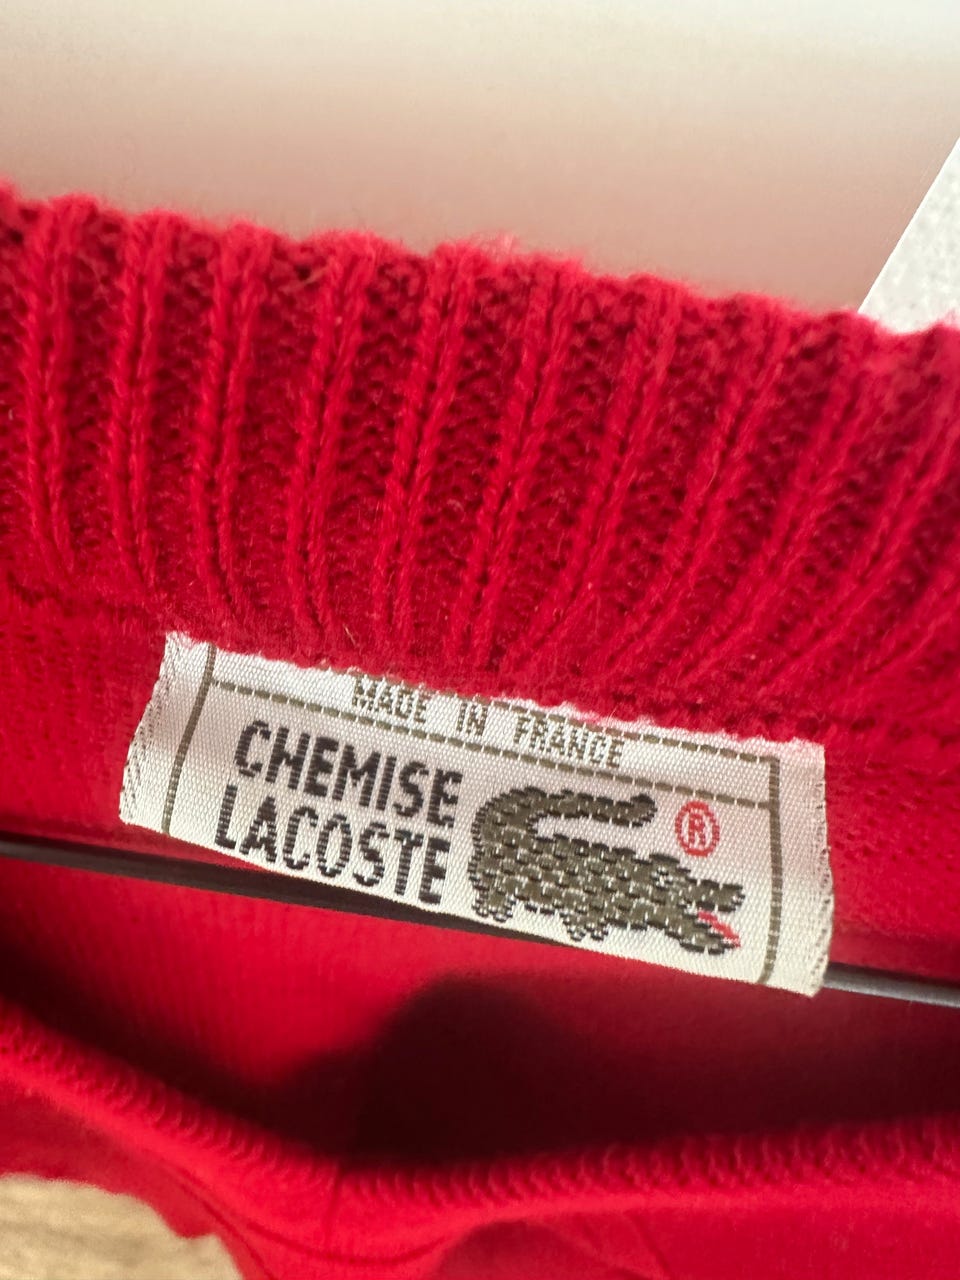 MADE IN FRANCE
CHEMISE
LACOSTE
®